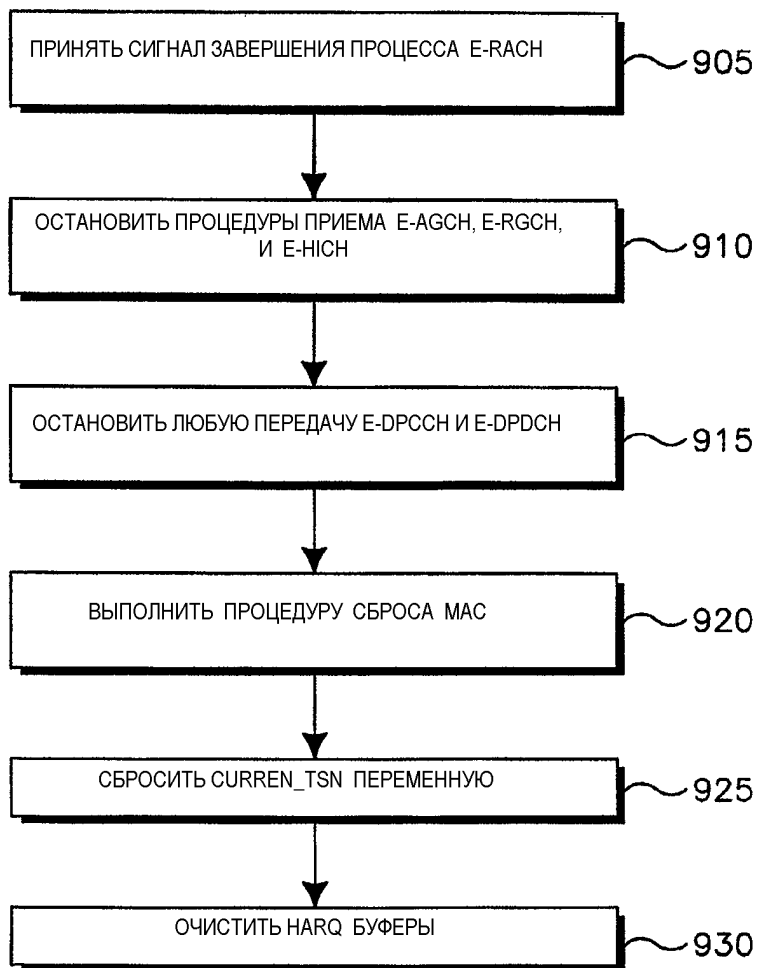 ПРИНЯТЬ СИГНАЛ ЗАВЕРШЕНИЯ ПРОЦЕССА E-RACH
905
ОСТАНОВИТЬ ПРОЦЕДУРЫ ПРИЕМА E-AGCH, E-RGCH,
И E-HICH
910
ОСТАНОВИТЬ ЛЮБУЮ ПЕРЕДАЧУ E-DPCCH И E-DPDCH
915
ВЫПОЛНИТЬ ПРОЦЕДУРУ СБРОСА MAC
920
СБРОСИТЬ CURREN_TSN ПЕРЕМЕННУЮ
925
ОЧИСТИТЬ HARQ БУФЕРЫ
930